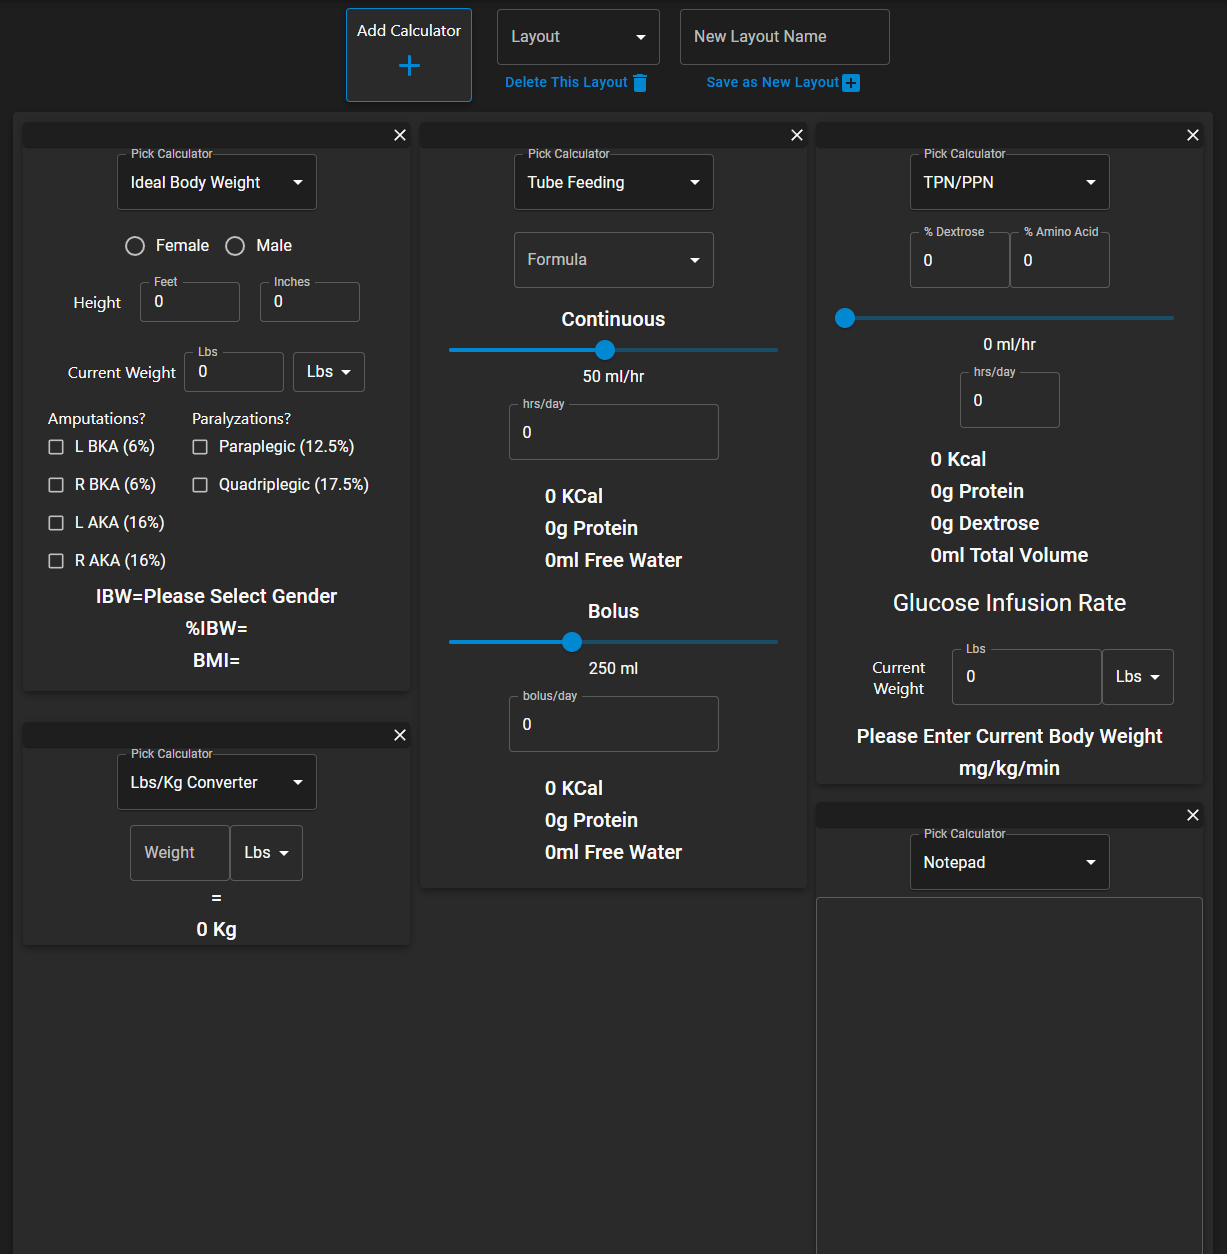 Add Calculator
Layout
New Layout Name
Delete This Layout
Save as New Layout
Pick Calculator
Ideal Body Weight
Female
Male
Height
Feet
0
Inches
0
Current Weight
Lbs
0
Lbs
Amputations?
Paralyzations?
L BKA (6%)
Paraplegic (12.5%)
R BKA (6%)
Quadriplegic (17.5%)
L AKA (16%)
R AKA (16%)
IBW=Please Select Gender
%IBW=
BMI=
Pick Calculator
Lbs/Kg Converter
Weight
Lbs
=
0 Kg
Pick Calculator
Tube Feeding
Formula
Continuous
50 ml/hr
hrs/day
0
0 KCal
0g Protein
0ml Free Water
Bolus
250 ml
bolus/day
0
0 KCal
0g Protein
0ml Free Water
Pick Calculator
TPN/PPN
% Dextrose
0
% Amino Acid
0
0 ml/hr
hrs/day
0
0 Kcal
0g Protein
0g Dextrose
0ml Total Volume
Glucose Infusion Rate
Current
Weight
Lbs
0
Lbs
Please Enter Current Body Weight
mg/kg/min
Pick Calculator
Notepad